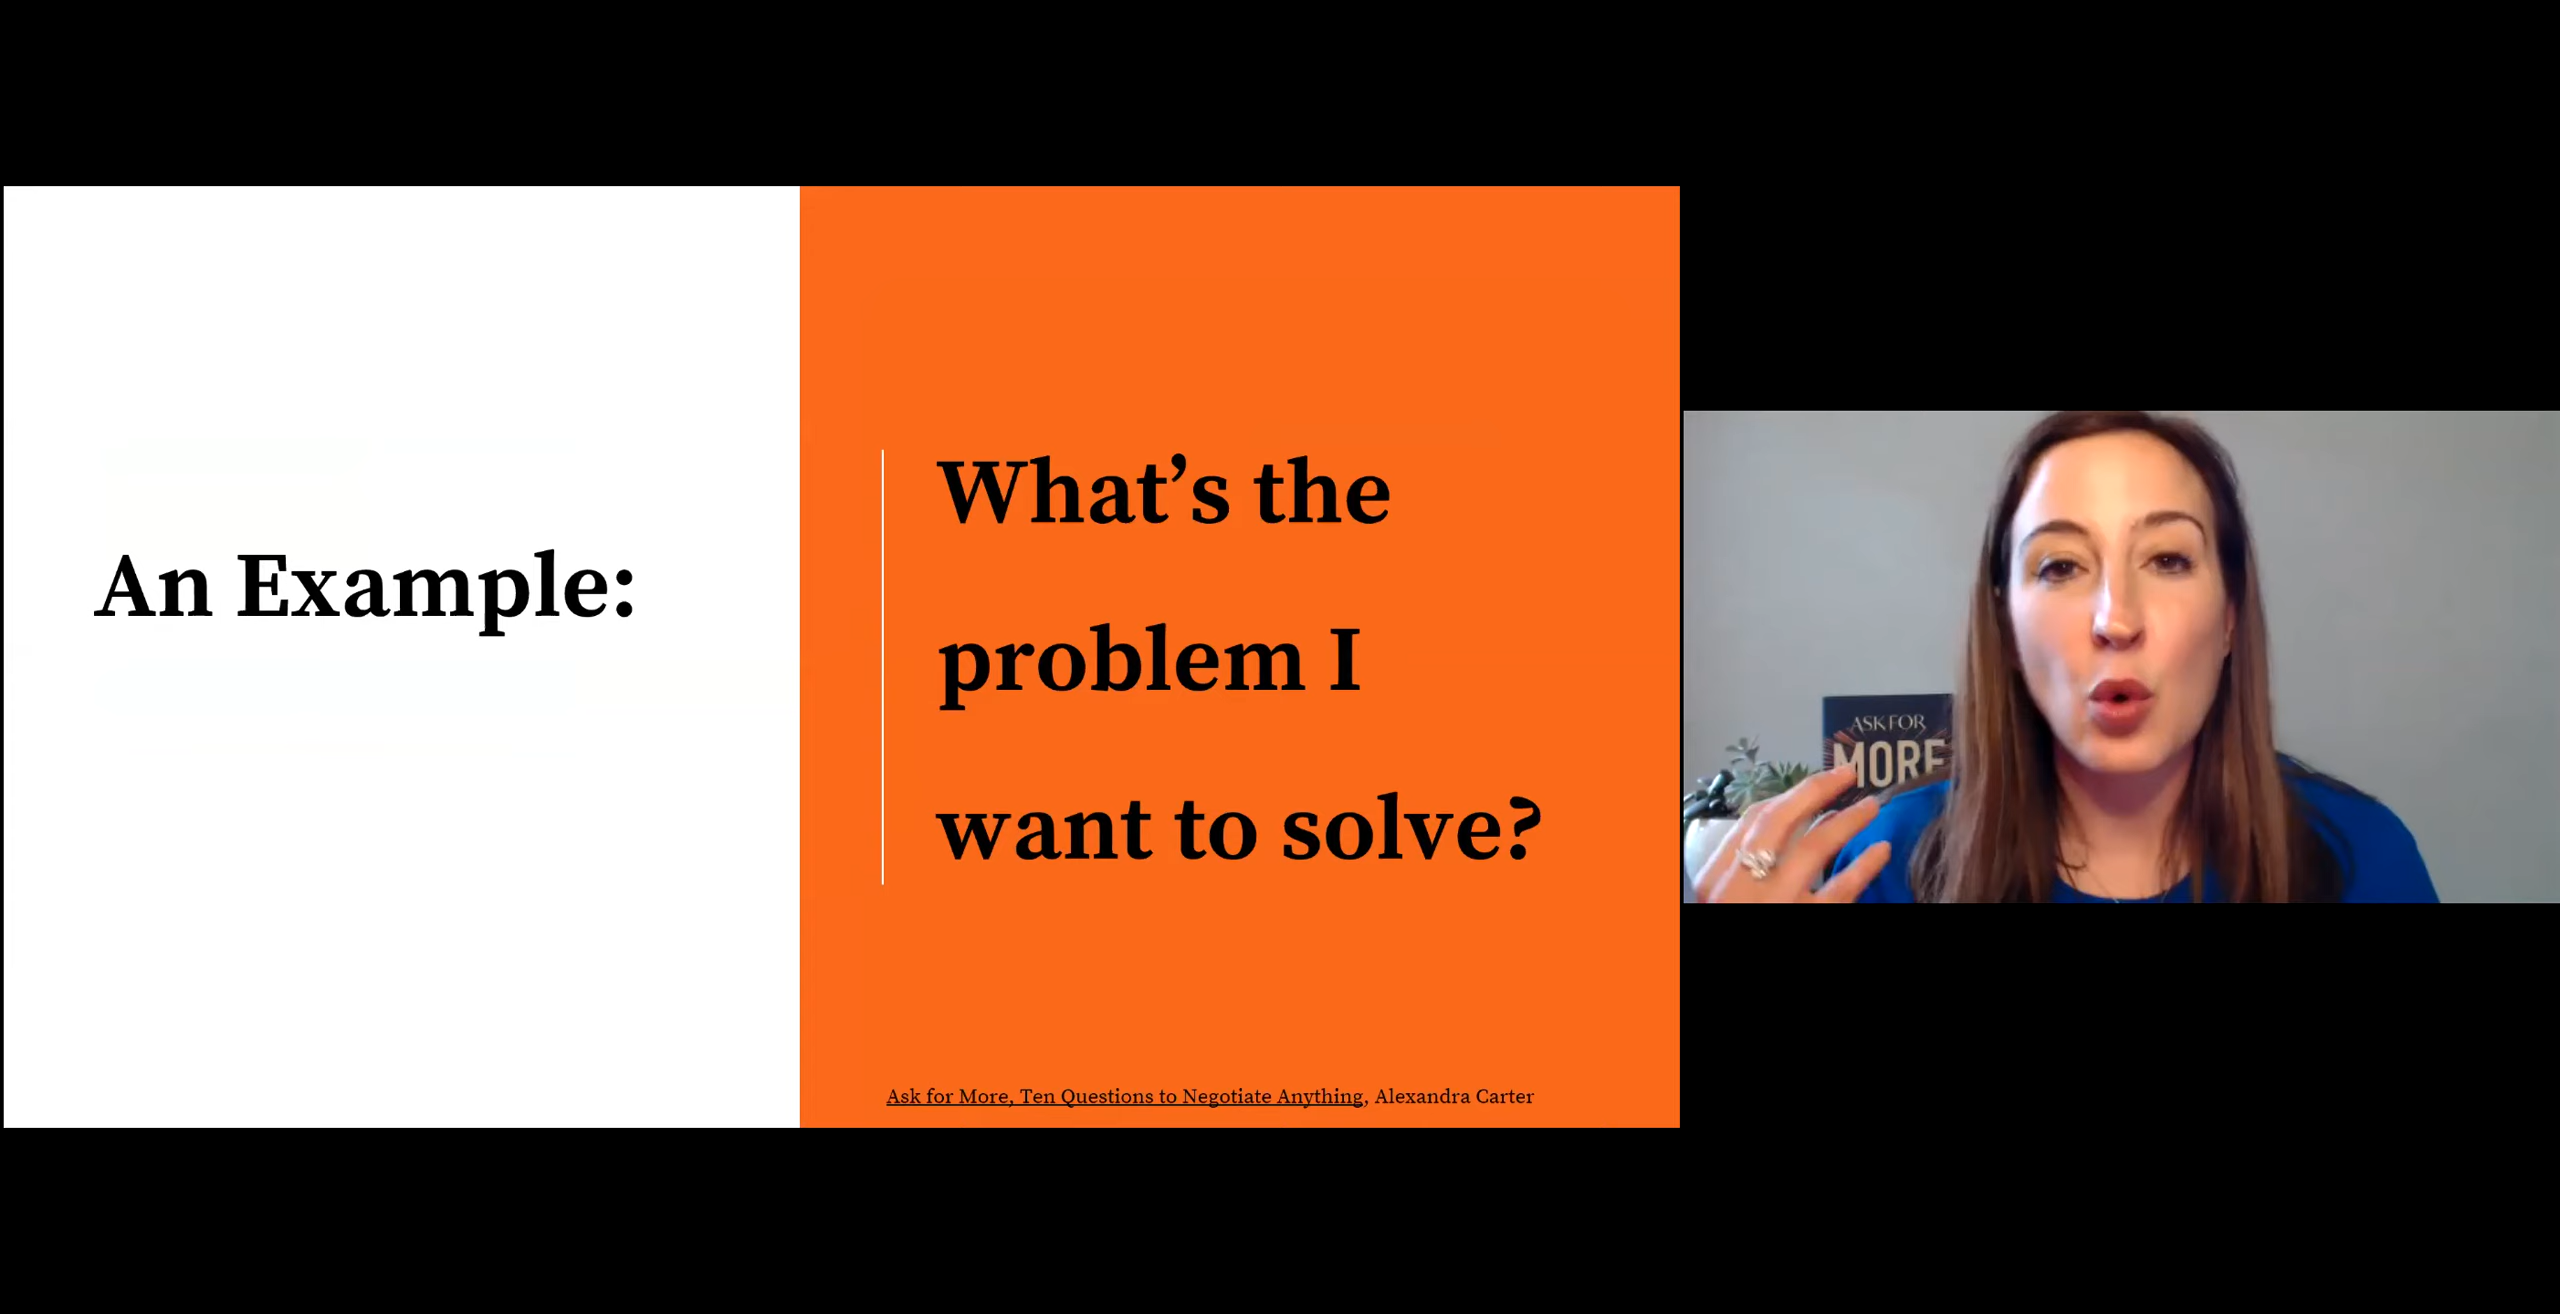 An Example:
What’s the
problem I
want to solve?
Ask for More, Ten Questions to Negotiate Anything, Alexandra Carter
ASK FOR
MORE